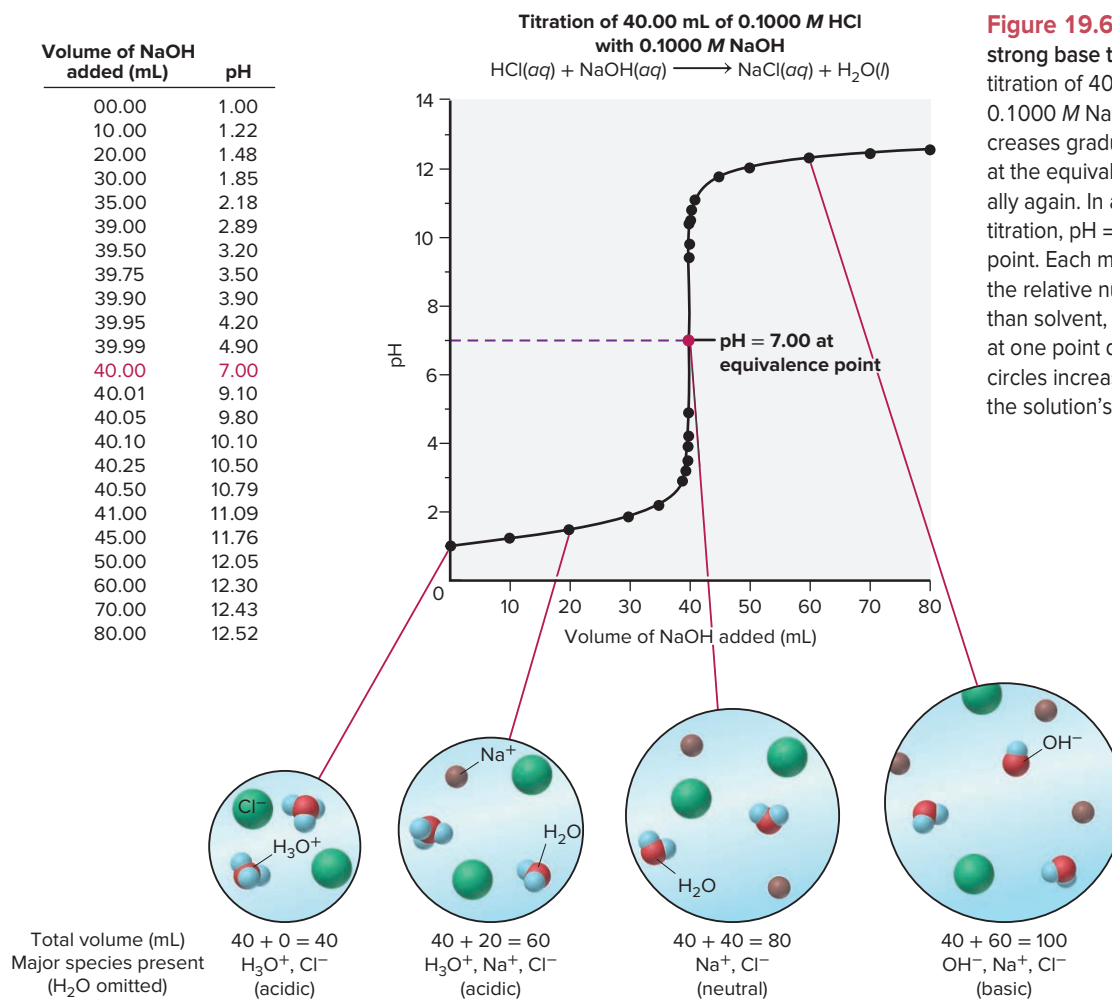 Titration of 40.00 mL of 0.1000 M HCl
with 0.1000 M NaOH
HCl(aq) + NaOH(aq) ⟶ NaCl(aq) + H₂O(l)
Volume of NaOH
added (mL) pH
00.00 1.00
10.00 1.22
20.00 1.48
30.00 1.85
35.00 2.18
39.00 2.89
39.50 3.20
39.75 3.50
39.90 3.90
39.95 4.20
39.99 4.90
40.00 7.00
40.01 9.10
40.05 9.80
40.10 10.10
40.25 10.50
40.50 10.79
41.00 11.09
45.00 11.76
50.00 12.05
60.00 12.30
70.00 12.43
80.00 12.52
14
12
10
8
6
4
2
0
pH
pH = 7.00 at
equivalence point
10 20 30 40 50 60 70 80
Volume of NaOH added (mL)
Figure 19.6
strong base t
titration of 40
0.1000 M Na
creases gradu
at the equival
ally again. In a
titration, pH =
point. Each m
the relative nu
than solvent,
at one point c
circles increas
the solution's
Cl⁻
H₃O⁺
Na⁺
H₂O
H₂O
OH⁻
Total volume (mL) 40 + 0 = 40 40 + 20 = 60 40 + 40 = 80 40 + 60 = 100
Major species present H₃O⁺, Cl⁻ H₃O⁺, Na⁺, Cl⁻ Na⁺, Cl⁻ OH⁻, Na⁺, Cl⁻
(H₂O omitted) (acidic) (acidic) (neutral) (basic)